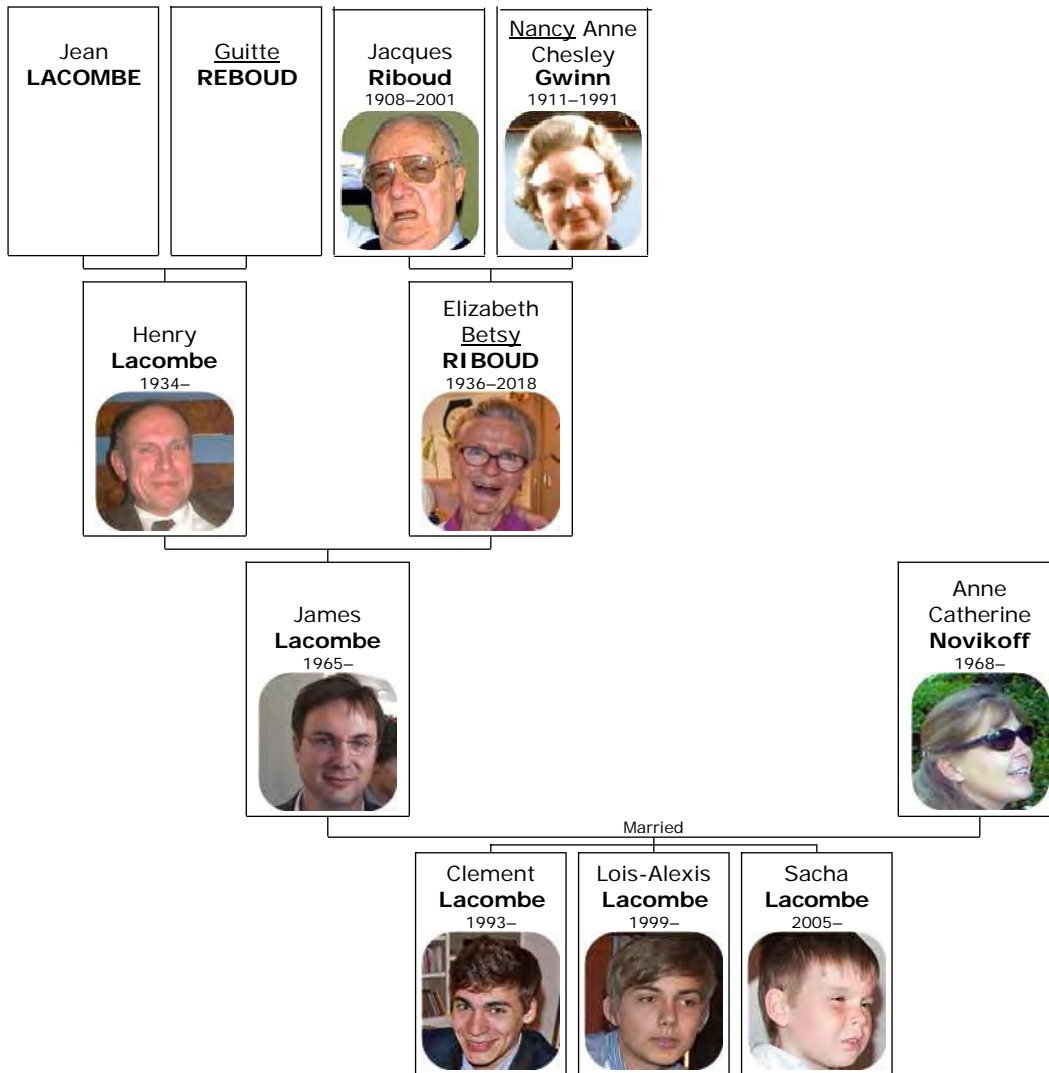 Jean
LACOMBE
Guitte
REBOUD
Jacques
Riboud
1908–2001
Nancy Anne
Chesley
Gwinn
1911–1991
Henry
Lacombe
1934–
Elizabeth
Betsy
RIBOUD
1936–2018
James
Lacombe
1965–
Anne
Catherine
Novikoff
1968–
Married
Clement
Lacombe
1993–
Lois-Alexis
Lacombe
1999–
Sacha
Lacombe
2005–